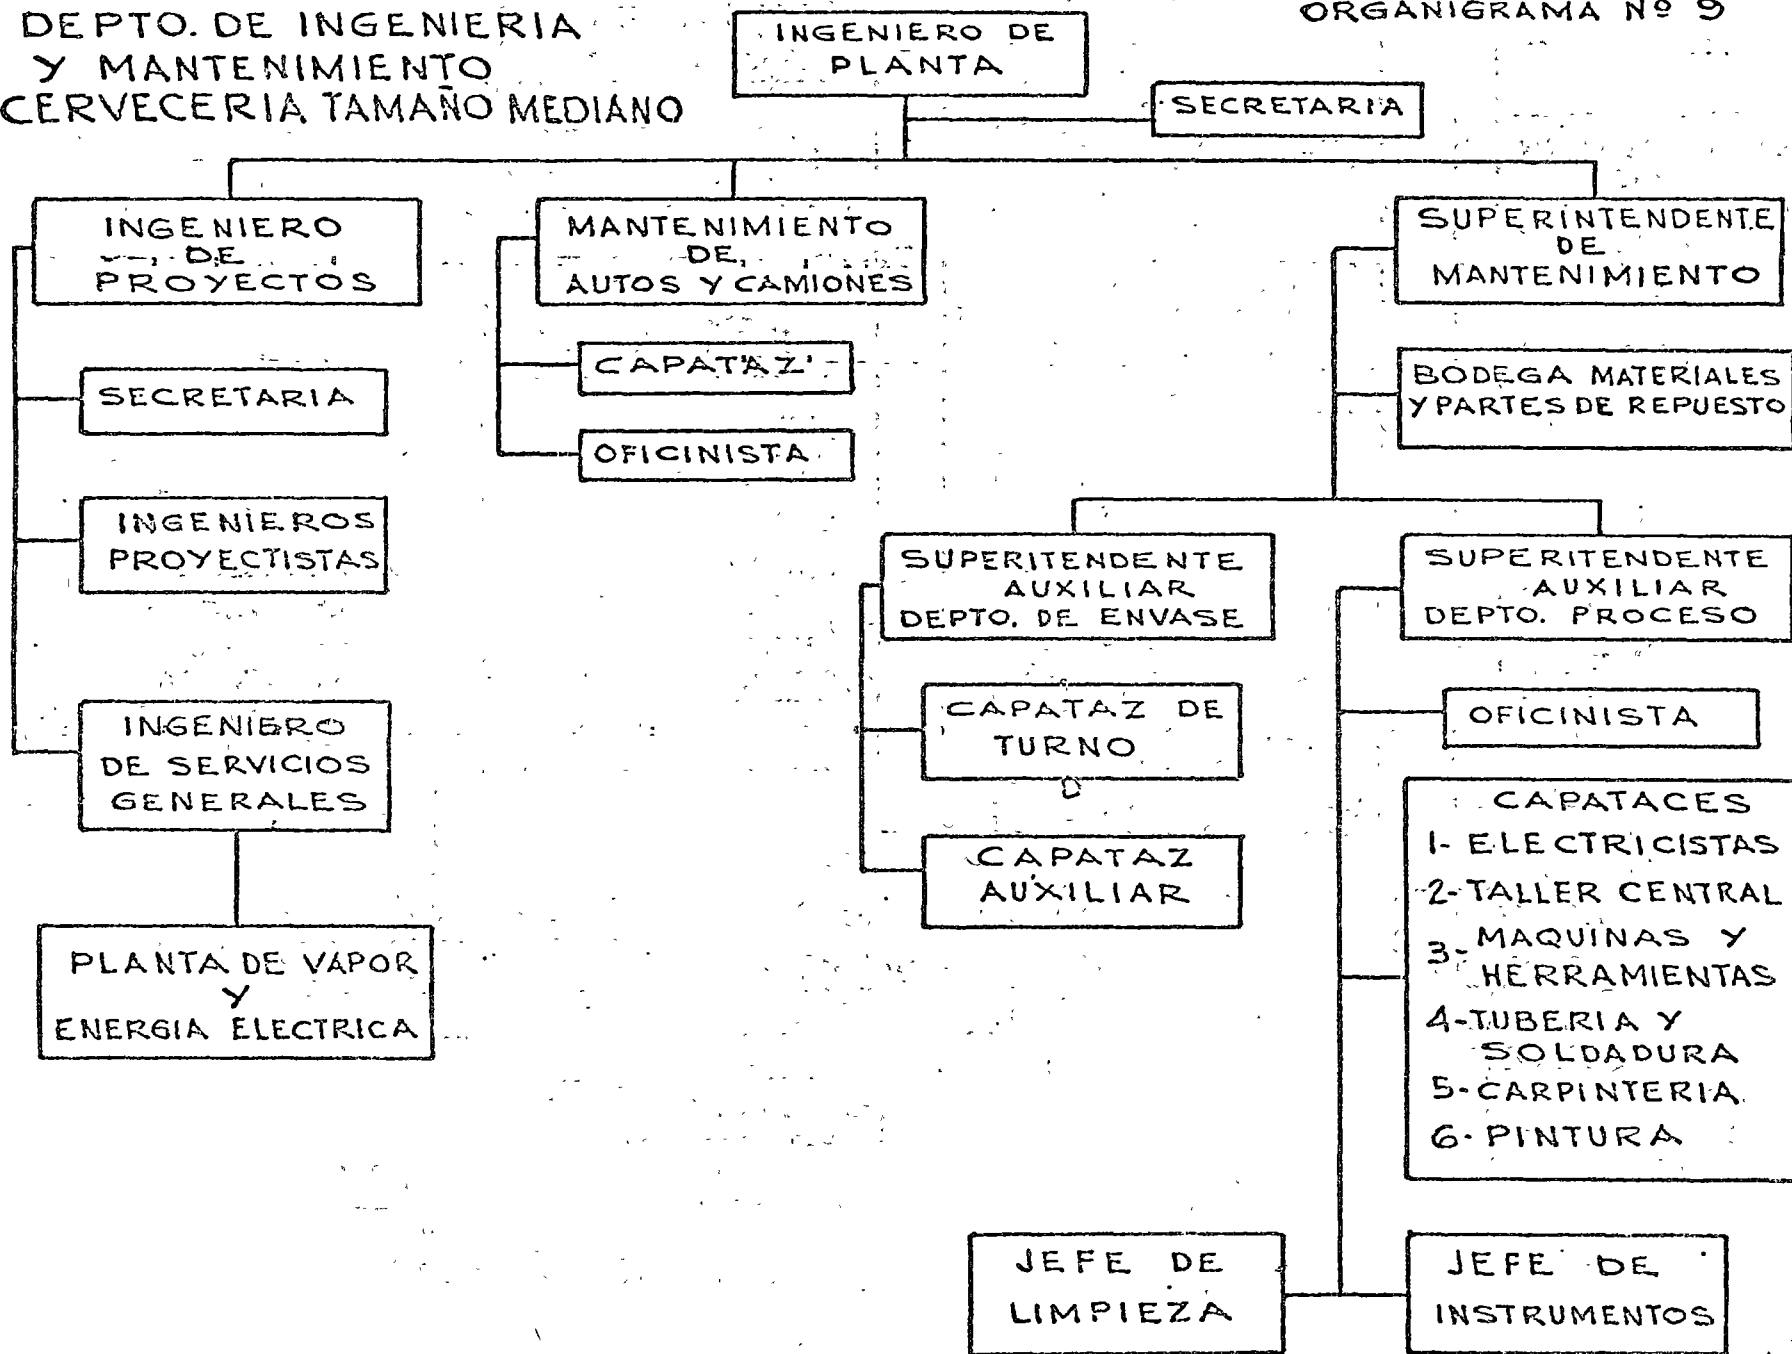 DEPTO. DE INGENIERIA
Y MANTENIMIENTO
CERVECERIA TAMAÑO MEDIANO
ORGANIGRAMA Nº 9
INGENIERO DE
PLANTA
SECRETARIA
INGENIERO
DE
PROYECTOS
SECRETARIA
INGENIEROS
PROYECTISTAS
INGENIERO
DE SERVICIOS
GENERALES
PLANTA DE VAPOR
Y
ENERGIA ELECTRICA
MANTENIMIENTO
DE
AUTOS Y CAMIONES
CAPATAZ
OFICINISTA
SUPERINTENDENTE
DE
MANTENIMIENTO
BODEGA MATERIALES
Y PARTES DE REPUESTO
SUPERITENDENTE
AUXILIAR
DEPTO. DE ENVASE
CAPATAZ DE
TURNO
CAPATAZ
AUXILIAR
SUPERITENDENTE
AUXILIAR
DEPTO. PROCESO
OFICINISTA
CAPATACES
1- ELECTRICISTAS
2- TALLER CENTRAL
3- MAQUINAS Y
HERRAMIENTAS
4- TUBERIA Y
SOLDADURA
5- CARPINTERIA
6- PINTURA
JEFE DE
LIMPIEZA
JEFE DE
INSTRUMENTOS